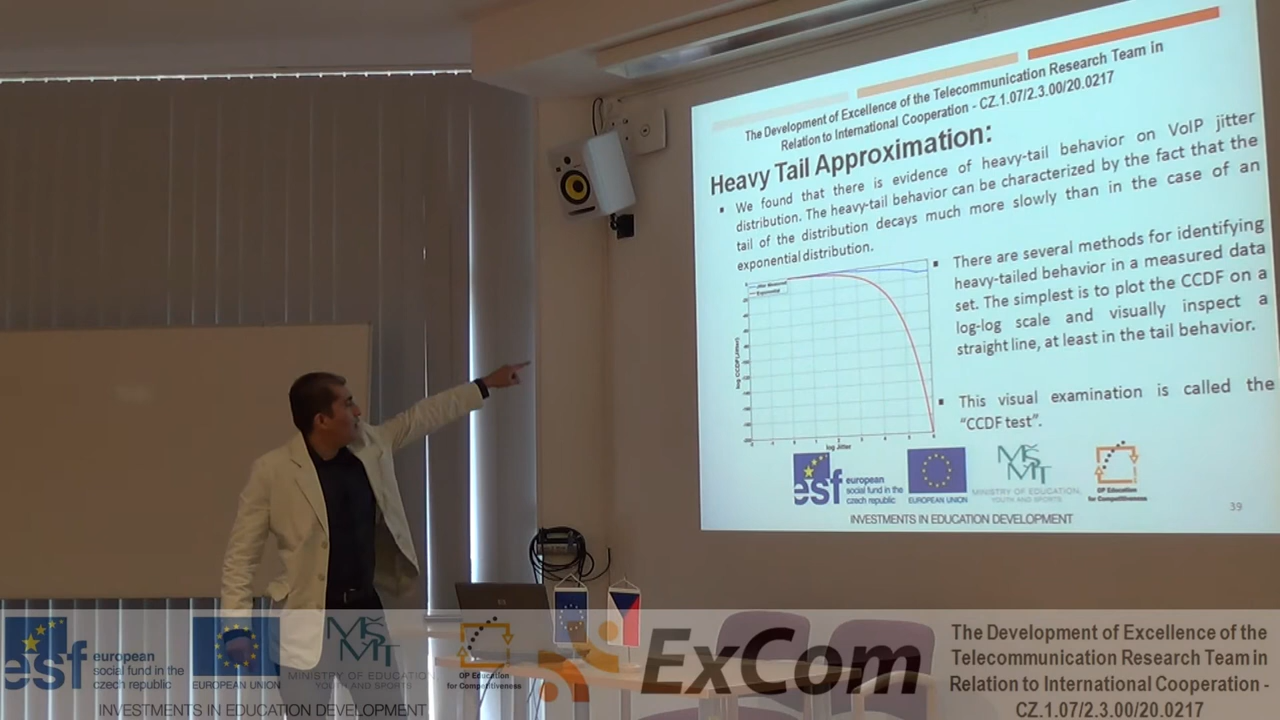 The Development of Excellence of the Telecommunication Research Team in
Relation to International Cooperation - CZ.1.07/2.3.00/20.0217
Heavy Tail Approximation:
▪ We found that there is evidence of heavy-tail behavior on VoIP jitter
distribution. The heavy-tail behavior can be characterized by the fact that the
tail of the distribution decays much more slowly than in the case of an
exponential distribution.
▪ There are several methods for identifying
heavy-tailed behavior in a measured data
set. The simplest is to plot the CCDF on a
log-log scale and visually inspect a
straight line, at least in the tail behavior.
▪ This visual examination is called the
“CCDF test”.
Jitter Measured
Exponential
log CCDF(Jitter)
log Jitter
esf
european
social fund in the
czech republic
EUROPEAN UNION
MŠMT
MINISTRY OF EDUCATION,
YOUTH AND SPORTS
OP Education
for Competitiveness
INVESTMENTS IN EDUCATION DEVELOPMENT
39
esf
european
social fund in the
czech republic
EUROPEAN UNION
MŠMT
MINISTRY OF EDUCATION,
YOUTH AND SPORTS
OP Education
for Competitiveness
INVESTMENTS IN EDUCATION DEVELOPMENT
ExCom
The Development of Excellence of the
Telecommunication Research Team in
Relation to International Cooperation -
CZ.1.07/2.3.00/20.0217